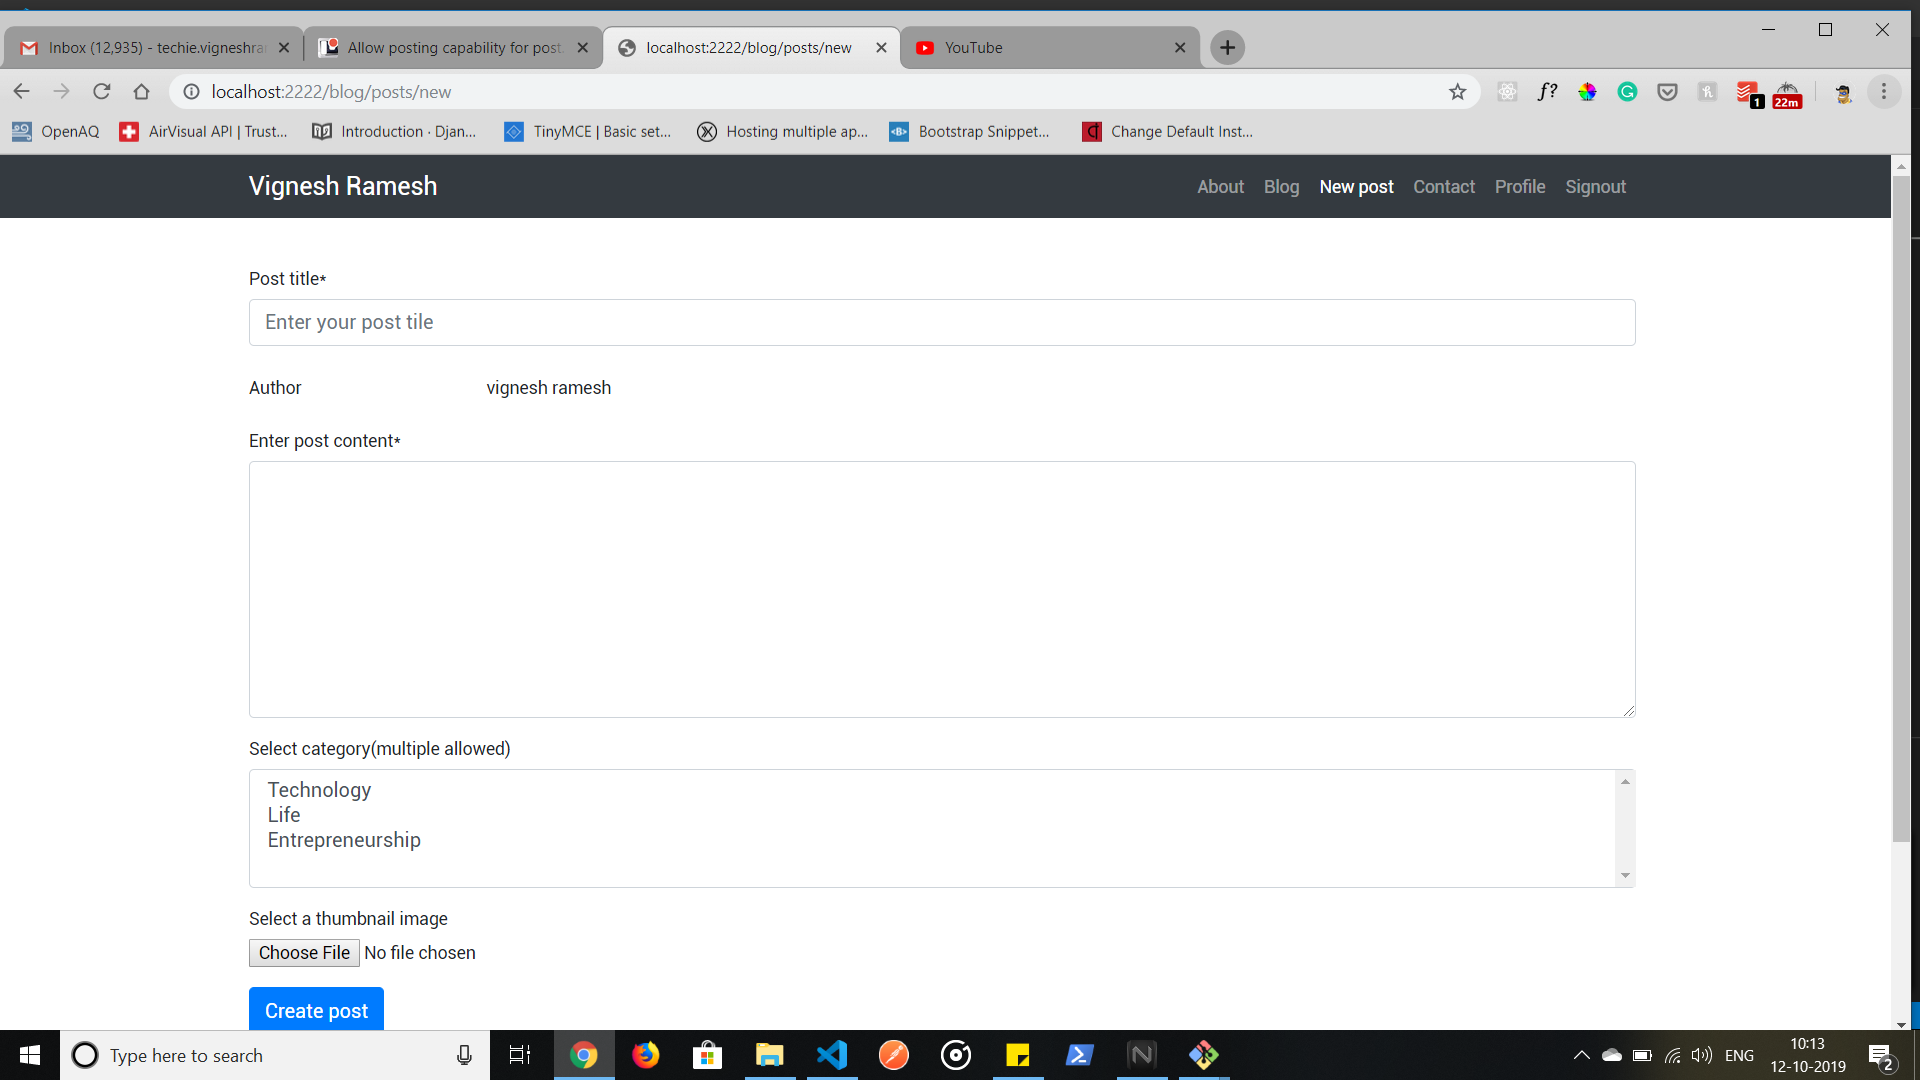 Inbox (12,935) - techie.vigneshra
Allow posting capability for post
localhost:2222/blog/posts/new
YouTube
localhost:2222/blog/posts/new
f?
1
22m
OpenAQ
AirVisual API | Trust...
Introduction · Djan...
TinyMCE | Basic set...
Hosting multiple ap...
Bootstrap Snippet...
Change Default Inst...
Vignesh Ramesh
About Blog New post Contact Profile Signout
Post title*
Enter your post tile
Author vignesh ramesh
Enter post content*
Select category(multiple allowed)
Technology
Life
Entrepreneurship
Select a thumbnail image
Choose File No file chosen
Create post
Type here to search
ENG
10:13
12-10-2019
2